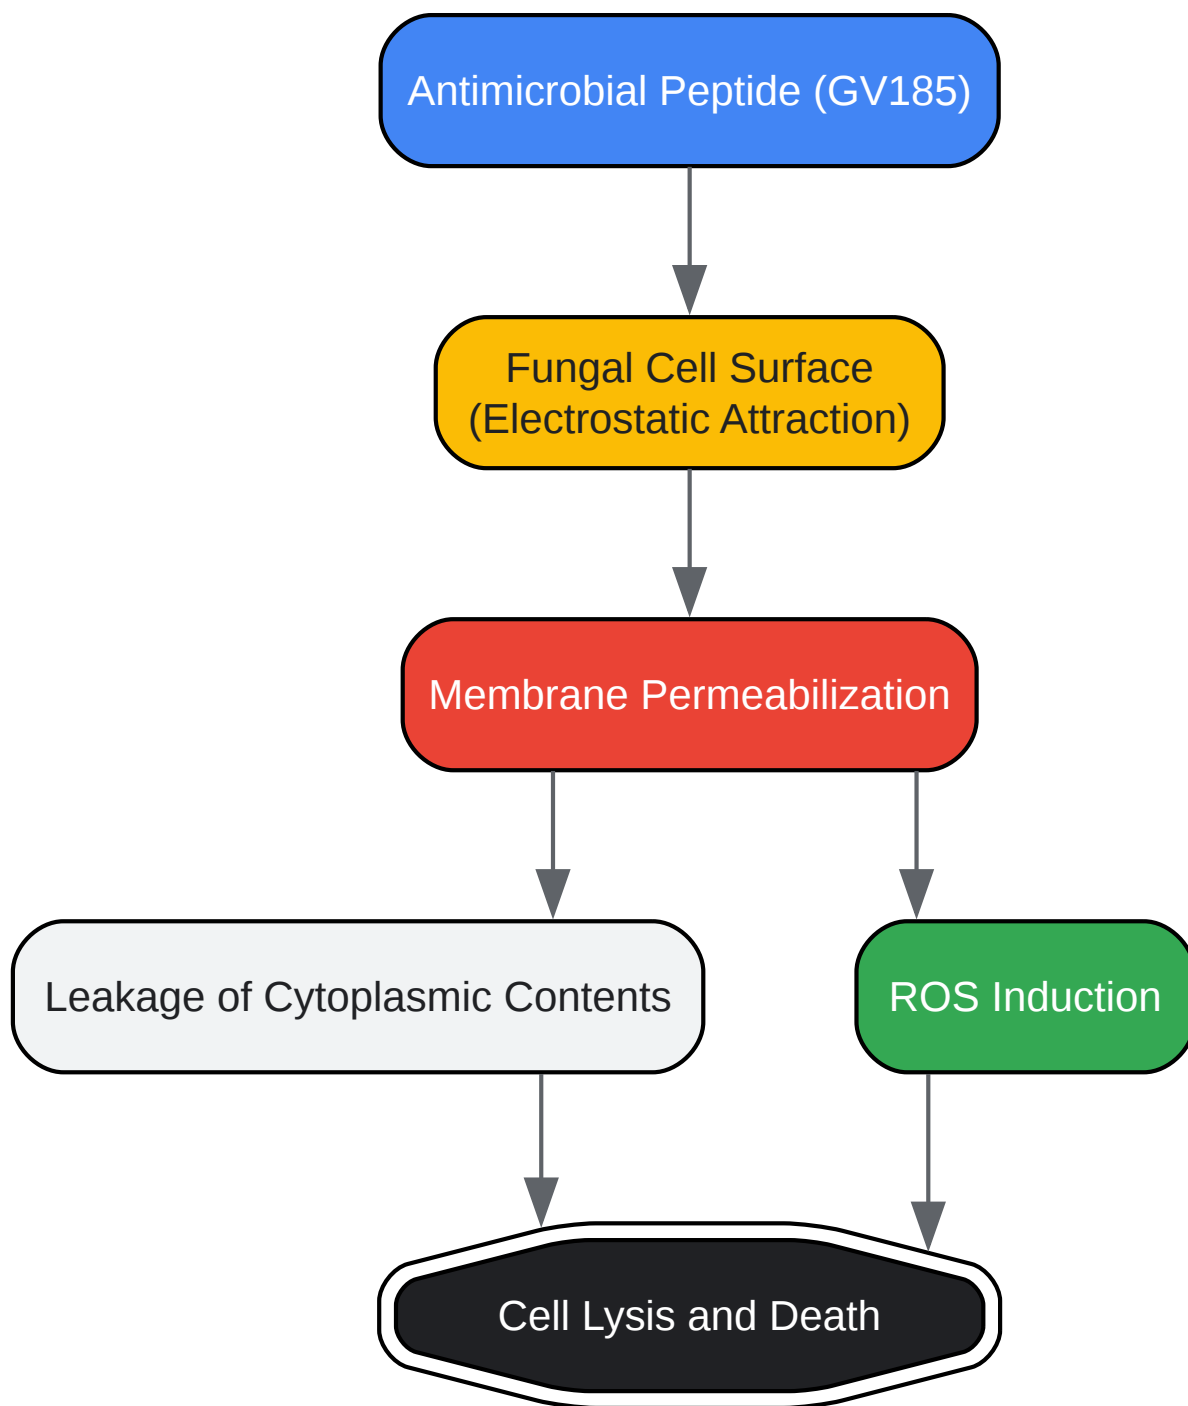 Antimicrobial Peptide (GV185)
Fungal Cell Surface
(Electrostatic Attraction)
Membrane Permeabilization
Leakage of Cytoplasmic Contents
ROS Induction
Cell Lysis and Death